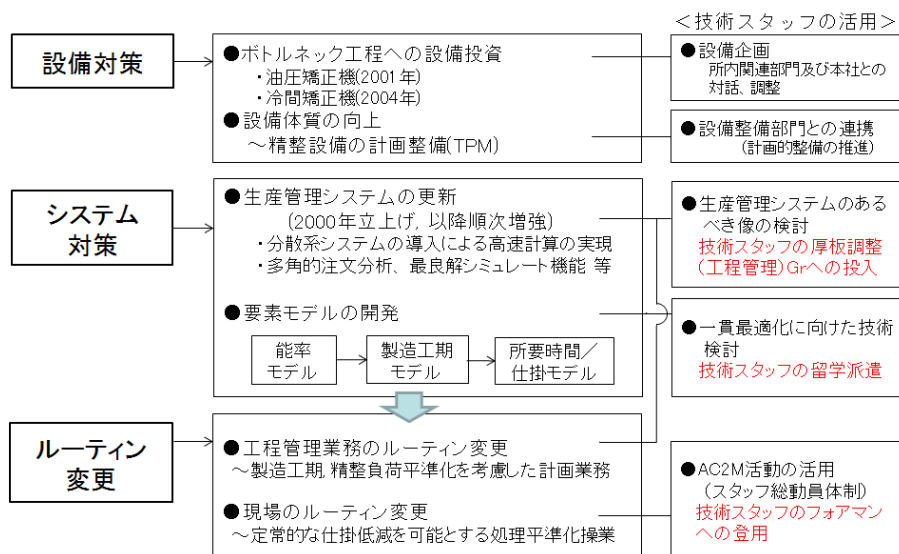 ＜技術スタッフの活用＞
設備対策
●ボトルネック工程への設備投資
・油圧矯正機(2001年)
・冷間矯正機(2004年)
●設備体質の向上
～精整設備の計画整備(TPM)
●設備企画
所内関連部門及び本社との
対話、調整
●設備整備部門との連携
(計画的整備の推進)
システム
対策
●生産管理システムの更新
(2000年立上げ, 以降順次増強)
・分散系システムの導入による高速計算の実現
・多角的注文分析、最良解シミュレート機能 等
●要素モデルの開発
能率
モデル
製造工期
モデル
所要時間／
仕掛モデル
●生産管理システムのある
べき像の検討
技術スタッフの厚板調整
(工程管理)Grへの投入
●一貫最適化に向けた技術
検討
技術スタッフの留学派遣
ルーティン
変更
●工程管理業務のルーティン変更
～製造工期,精整負荷平準化を考慮した計画業務
●現場のルーティン変更
～定常的な仕掛低減を可能とする処理平準化操業
●AC2M活動の活用
(スタッフ総動員体制)
技術スタッフのフォアマン
への登用